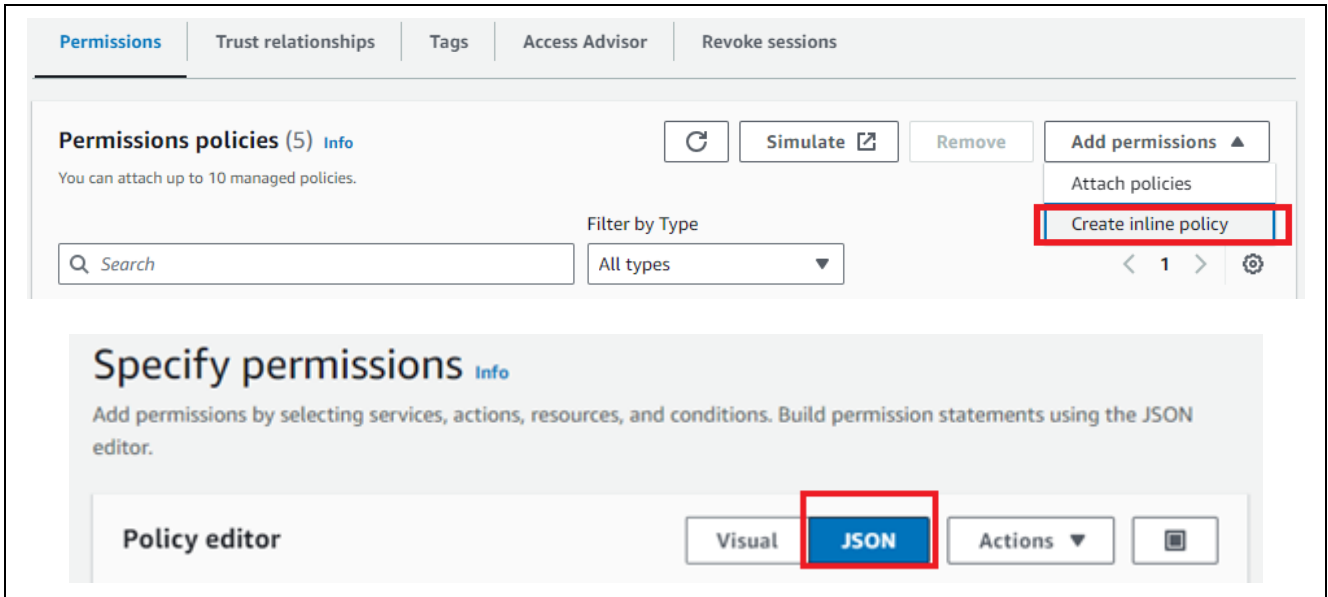 Permissions Trust relationships Tags Access Advisor Revoke sessions
Permissions policies (5) Info
Simulate Remove Add permissions
You can attach up to 10 managed policies.
Attach policies
Filter by Type
Create inline policy
Search All types 1
Specify permissions Info
Add permissions by selecting services, actions, resources, and conditions. Build permission statements using the JSON
editor.
Policy editor Visual JSON Actions